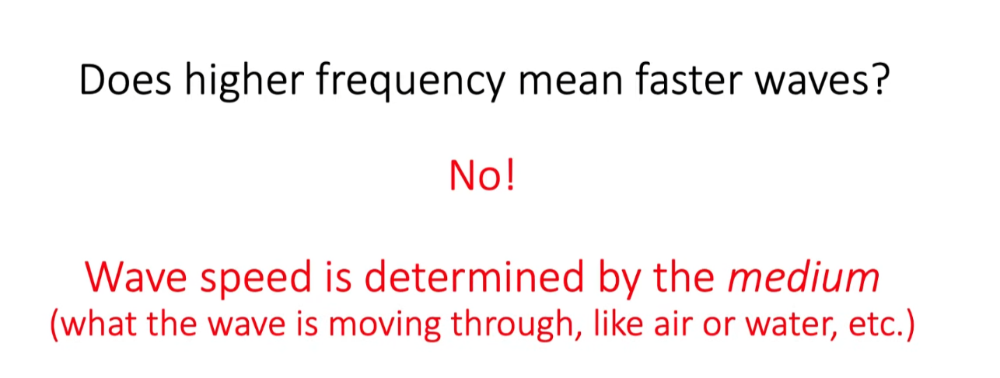 Does higher frequency mean faster waves?
No!
Wave speed is determined by the medium
(what the wave is moving through, like air or water, etc.)